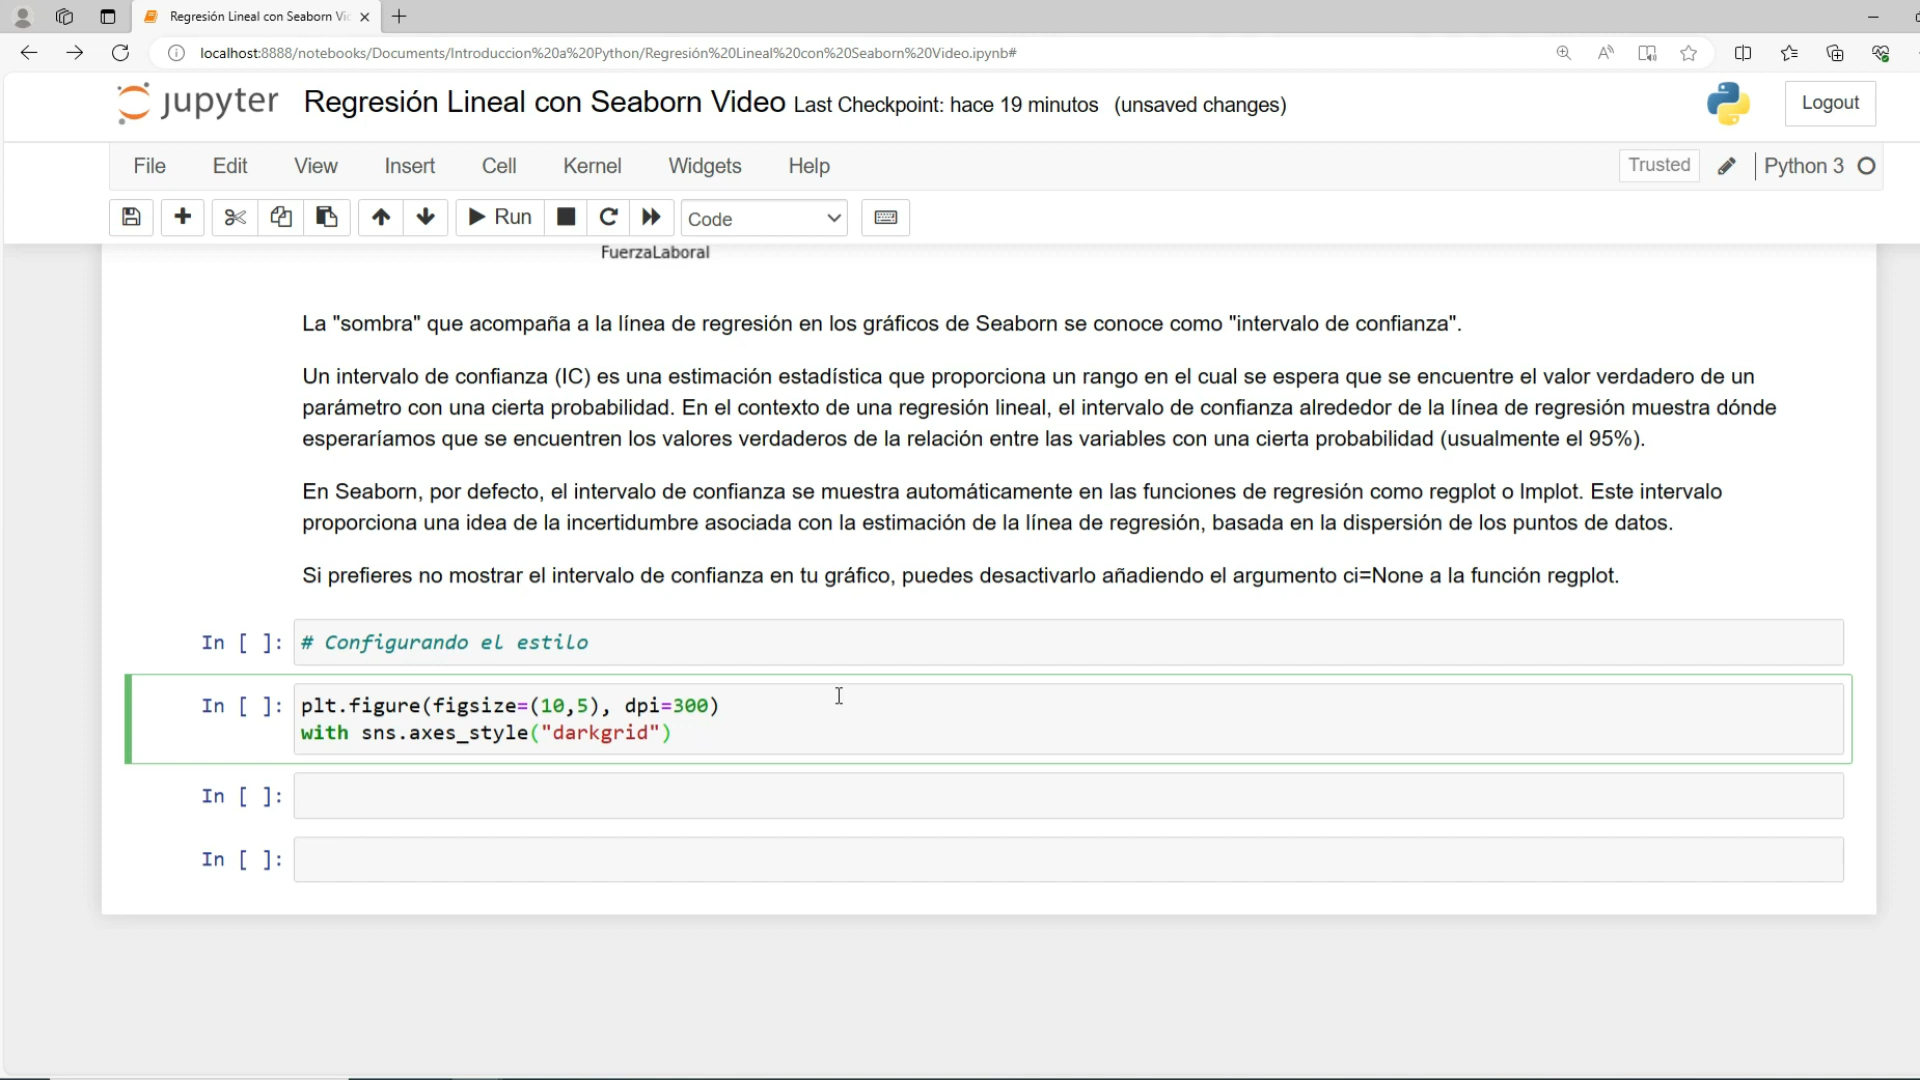 Regresión Lineal con Seaborn Vi
localhost:8888/notebooks/Documents/Introduccion%20a%20Python/Regresión%20Lineal%20con%20Seaborn%20Video.ipynb#
jupyter Regresión Lineal con Seaborn Video Last Checkpoint: hace 19 minutos (unsaved changes)
Logout
File Edit View Insert Cell Kernel Widgets Help
Trusted Python 3
Run Code
FuerzaLaboral
La "sombra" que acompaña a la línea de regresión en los gráficos de Seaborn se conoce como "intervalo de confianza".
Un intervalo de confianza (IC) es una estimación estadística que proporciona un rango en el cual se espera que se encuentre el valor verdadero de un
parámetro con una cierta probabilidad. En el contexto de una regresión lineal, el intervalo de confianza alrededor de la línea de regresión muestra dónde
esperaríamos que se encuentren los valores verdaderos de la relación entre las variables con una cierta probabilidad (usualmente el 95%).
En Seaborn, por defecto, el intervalo de confianza se muestra automáticamente en las funciones de regresión como regplot o lmplot. Este intervalo
proporciona una idea de la incertidumbre asociada con la estimación de la línea de regresión, basada en la dispersión de los puntos de datos.
Si prefieres no mostrar el intervalo de confianza en tu gráfico, puedes desactivarlo añadiendo el argumento ci=None a la función regplot.
In [ ]: # Configurando el estilo
In [ ]: plt.figure(figsize=(10,5), dpi=300)
with sns.axes_style("darkgrid")
In [ ]:
In [ ]: